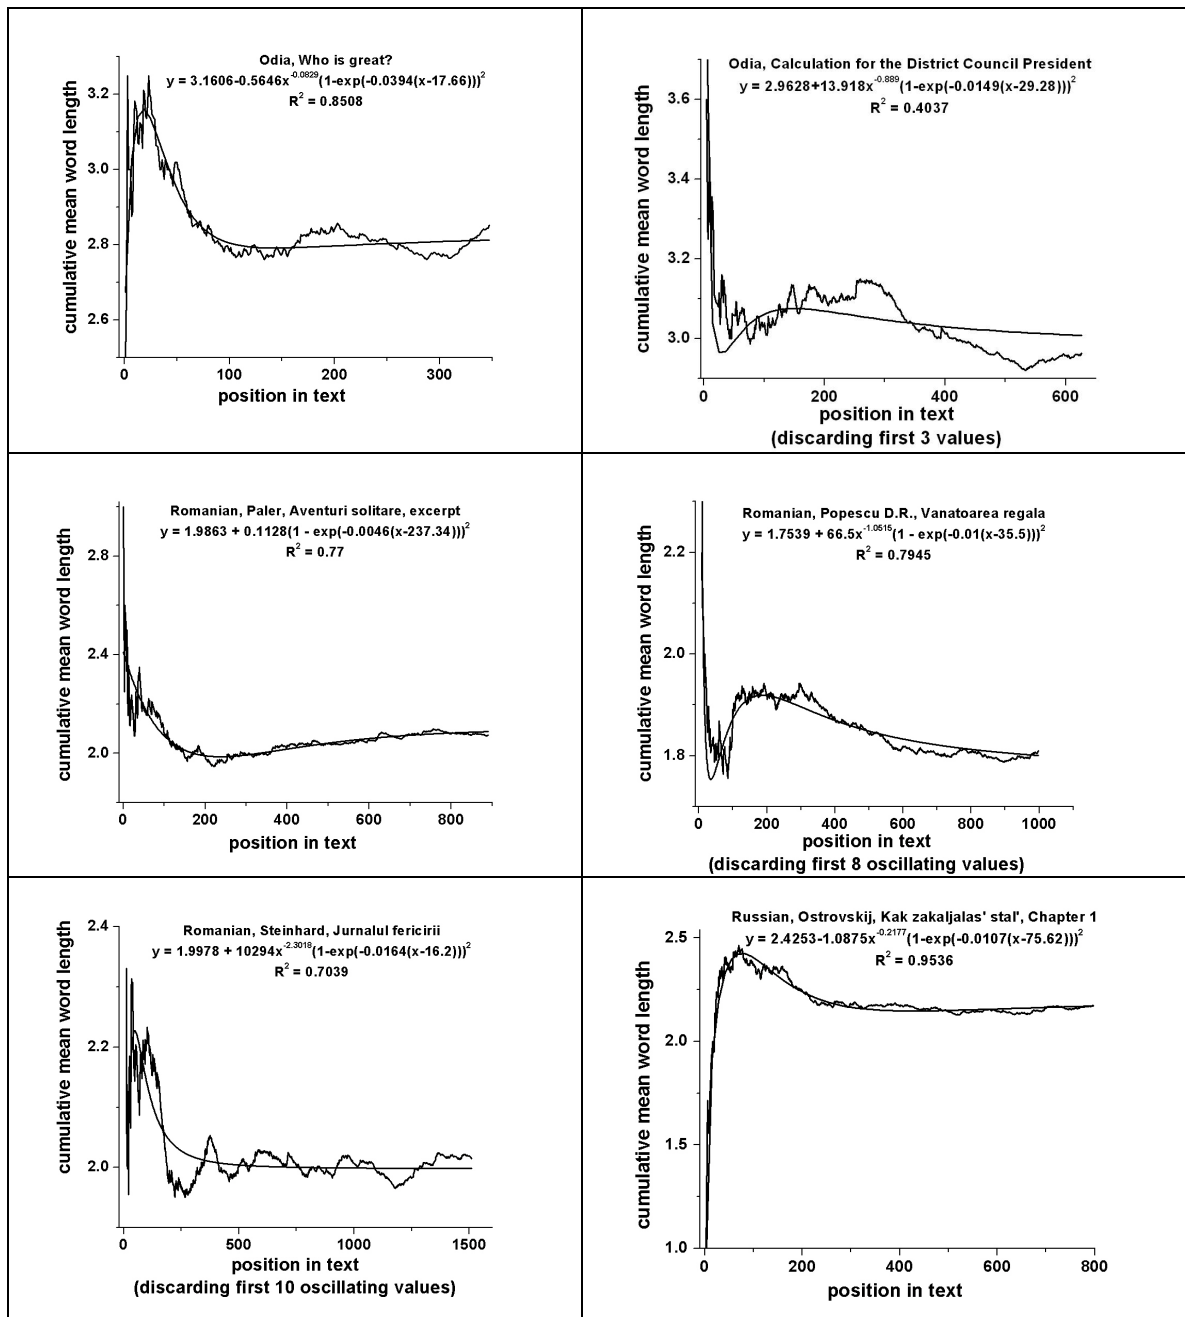 Odia, Who is great?
y = 3.1606-0.5646x^-0.0829(1-exp(-0.0394(x-17.66)))^2
R^2 = 0.8508
cumulative mean word length
3.2
3.0
2.8
2.6
0 100 200 300
position in text
Odia, Calculation for the District Council President
y = 2.9628+13.918x^-0.889(1-exp(-0.0149(x-29.28)))^2
R^2 = 0.4037
cumulative mean word length
3.6
3.4
3.2
3.0
0 200 400 600
position in text
(discarding first 3 values)
Romanian, Paler, Aventuri solitare, excerpt
y = 1.9863 + 0.1128(1 - exp(-0.0046(x-237.34)))^2
R^2 = 0.77
cumulative mean word length
2.8
2.4
2.0
0 200 400 600 800
position in text
Romanian, Popescu D.R., Vanatoarea regala
y = 1.7539 + 66.5x^-1.0515(1 - exp(-0.01(x-35.5)))^2
R^2 = 0.7945
cumulative mean word length
2.2
2.0
1.8
0 200 400 600 800 1000
position in text
(discarding first 8 oscillating values)
Romanian, Steinhard, Jurnalul fericirii
y = 1.9978 + 10294x^-2.3018(1-exp(-0.0164(x-16.2)))^2
R^2 = 0.7039
cumulative mean word length
2.4
2.2
2.0
0 500 1000 1500
position in text
(discarding first 10 oscillating values)
Russian, Ostrovskij, Kak zakaljalas' stal', Chapter 1
y = 2.4253-1.0875x^-0.2177(1-exp(-0.0107(x-75.62)))^2
R^2 = 0.9536
cumulative mean word length
2.5
2.0
1.5
1.0
0 200 400 600 800
position in text